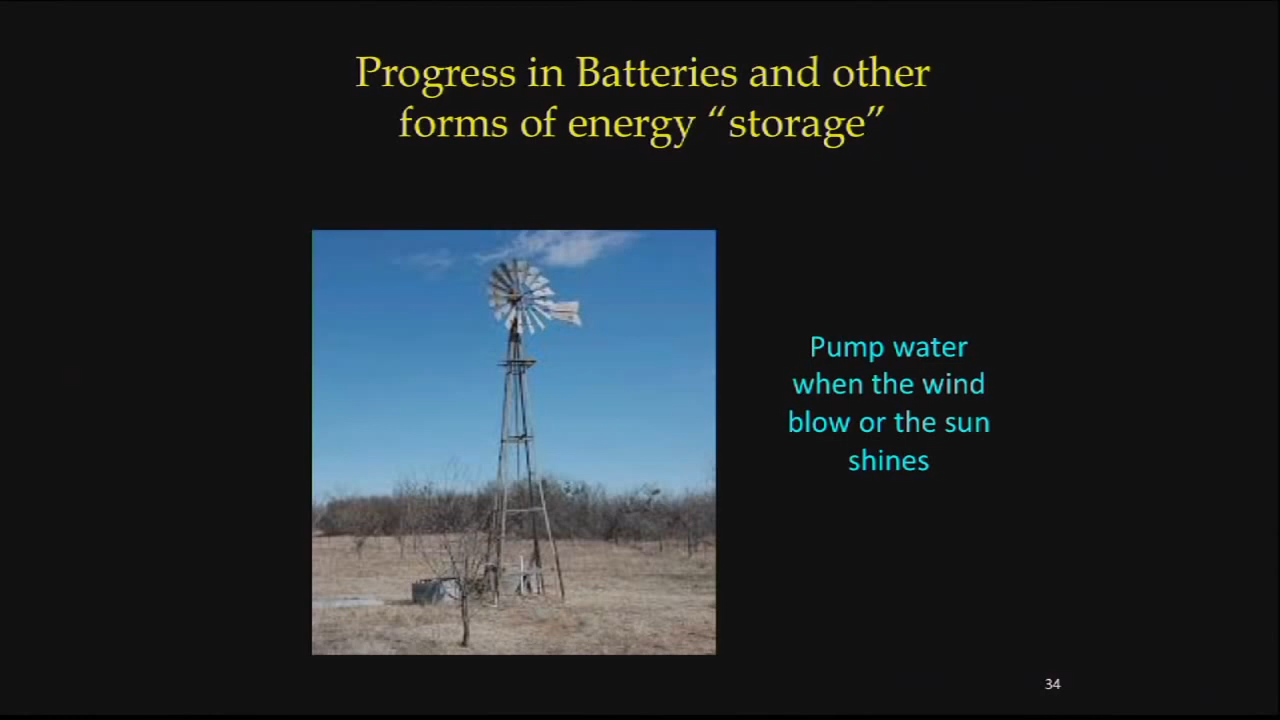 Progress in Batteries and other
forms of energy “storage”
Pump water
when the wind
blow or the sun
shines
34